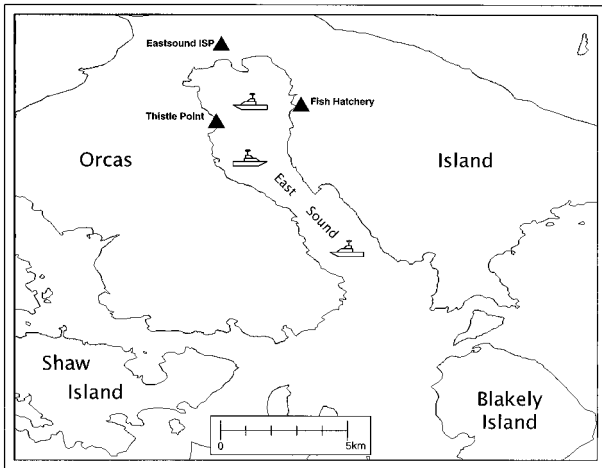 Eastsound ISP
Fish Hatchery
Thistle Point
Orcas
Island
East
Sound
Shaw
Island
Blakely
Island
0
5km